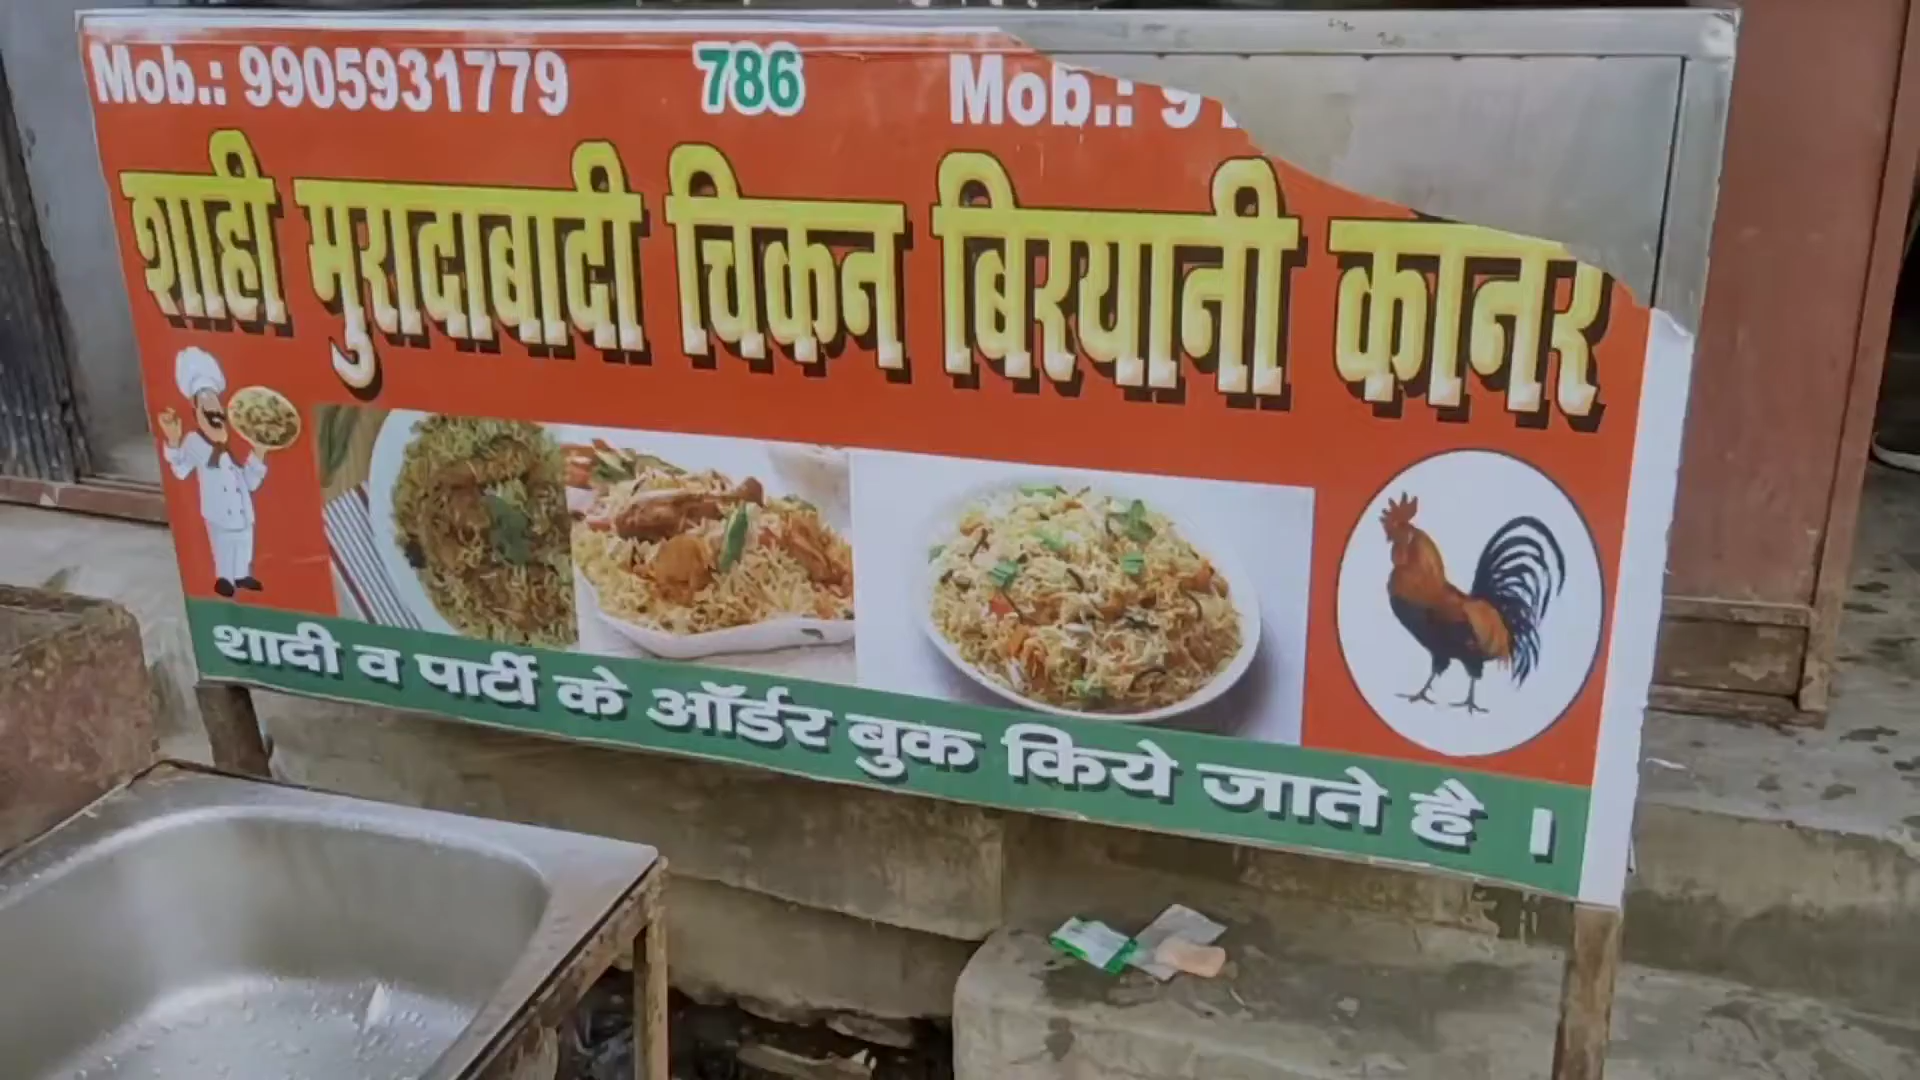 Mob.: 9905931779 786 Mob.: 9
शाही मुरादाबादी चिकन बिरयानी कानर
शादी व पार्टी के ऑर्डर बुक किये जाते है ।